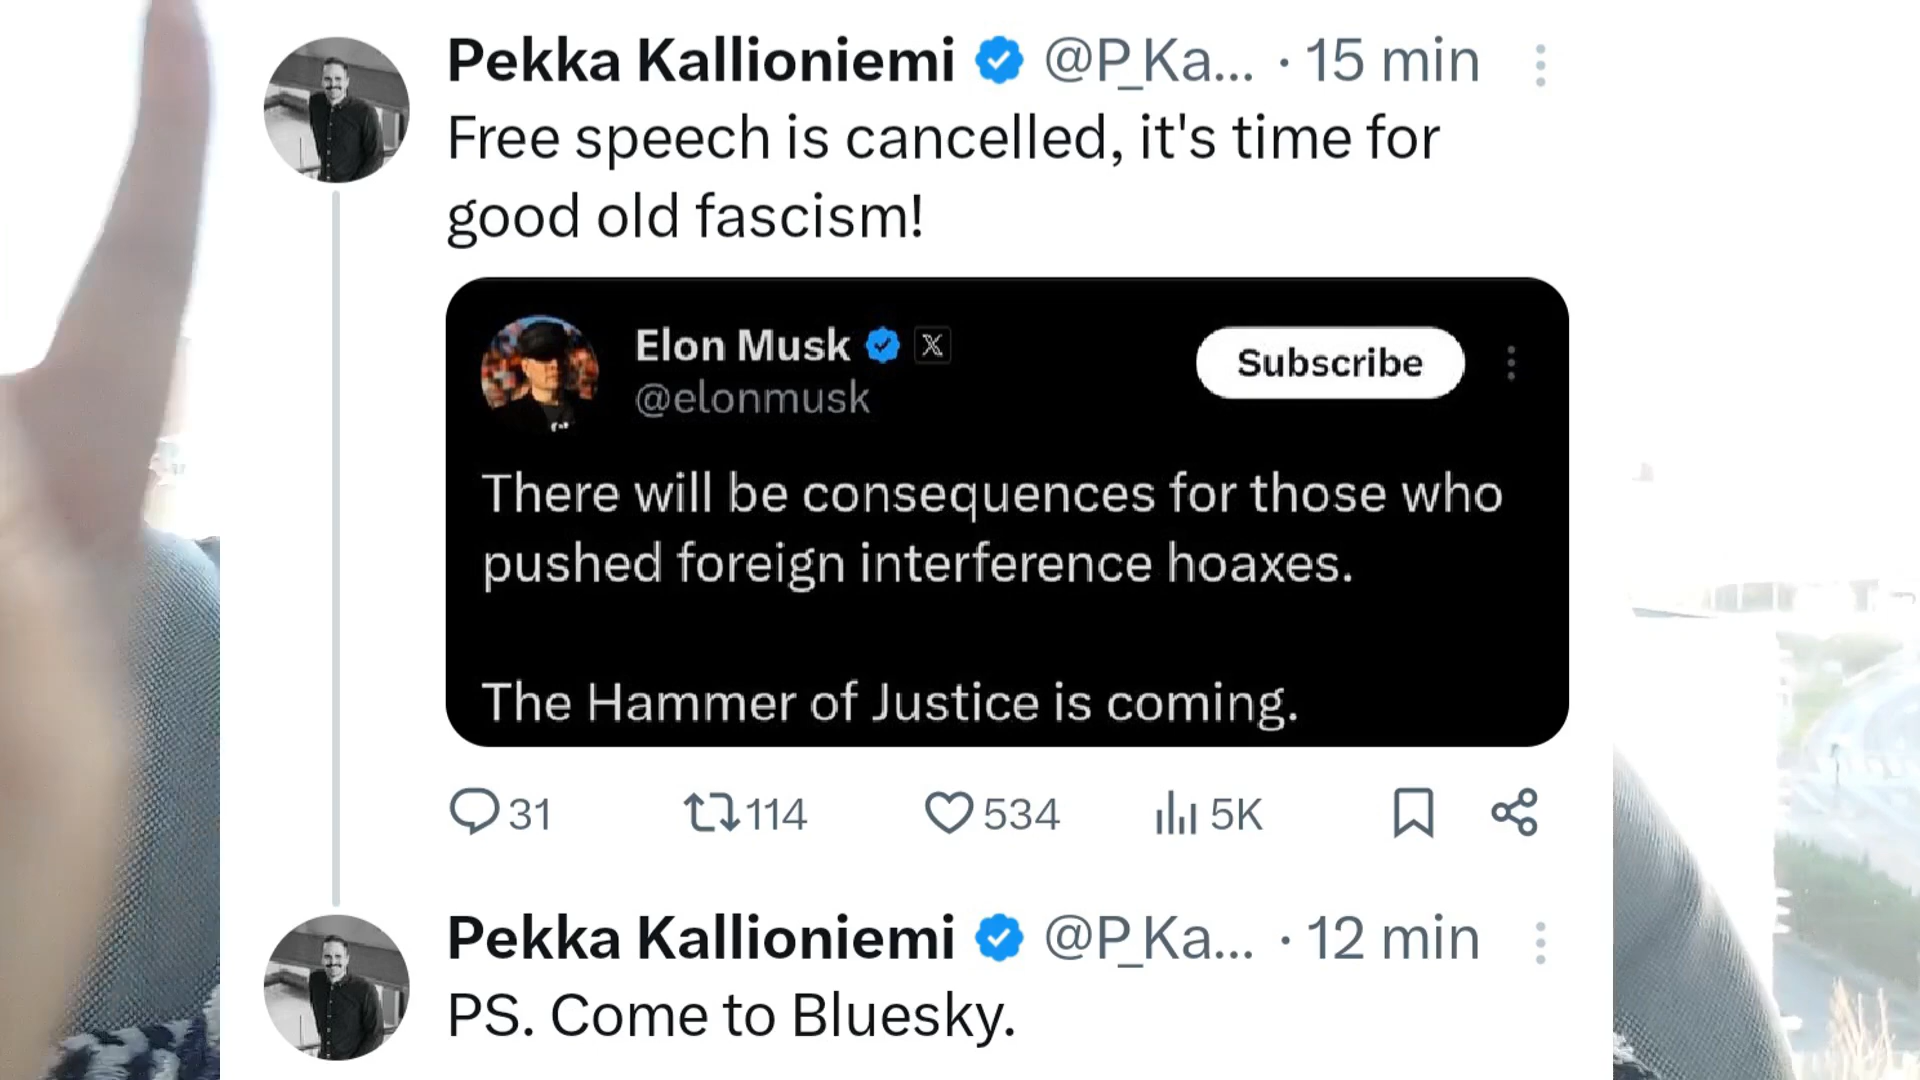 Pekka Kallioniemi @P_Ka... · 15 min
Free speech is cancelled, it's time for
good old fascism!
Elon Musk X
@elonmusk
Subscribe
There will be consequences for those who
pushed foreign interference hoaxes.
The Hammer of Justice is coming.
31 114 534 5K
Pekka Kallioniemi @P_Ka... · 12 min
PS. Come to Bluesky.